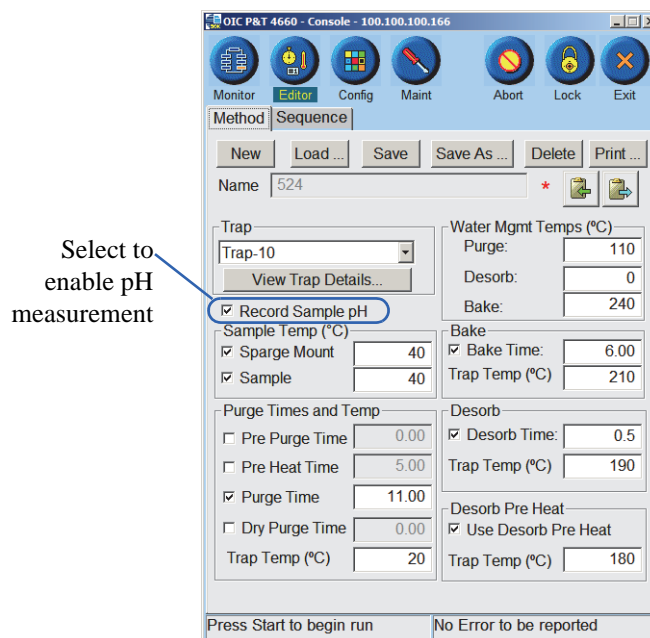 OIC P&T 4660 - Console - 100.100.100.166
Monitor Editor Config Maint Abort Lock Exit
Method Sequence
New Load ... Save Save As ... Delete Print ...
Name 524 *
Trap
Trap-10
View Trap Details...
Select to
enable pH
measurement
Record Sample pH
Sample Temp (°C)
Sparge Mount 40
Sample 40
Purge Times and Temp
Pre Purge Time 0.00
Pre Heat Time 5.00
Purge Time 11.00
Dry Purge Time 0.00
Trap Temp (ºC) 20
Water Mgmt Temps (ºC)
Purge: 110
Desorb: 0
Bake: 240
Bake
Bake Time: 6.00
Trap Temp (ºC) 210
Desorb
Desorb Time: 0.5
Trap Temp (ºC) 190
Desorb Pre Heat
Use Desorb Pre Heat
Trap Temp (ºC) 180
Press Start to begin run
No Error to be reported